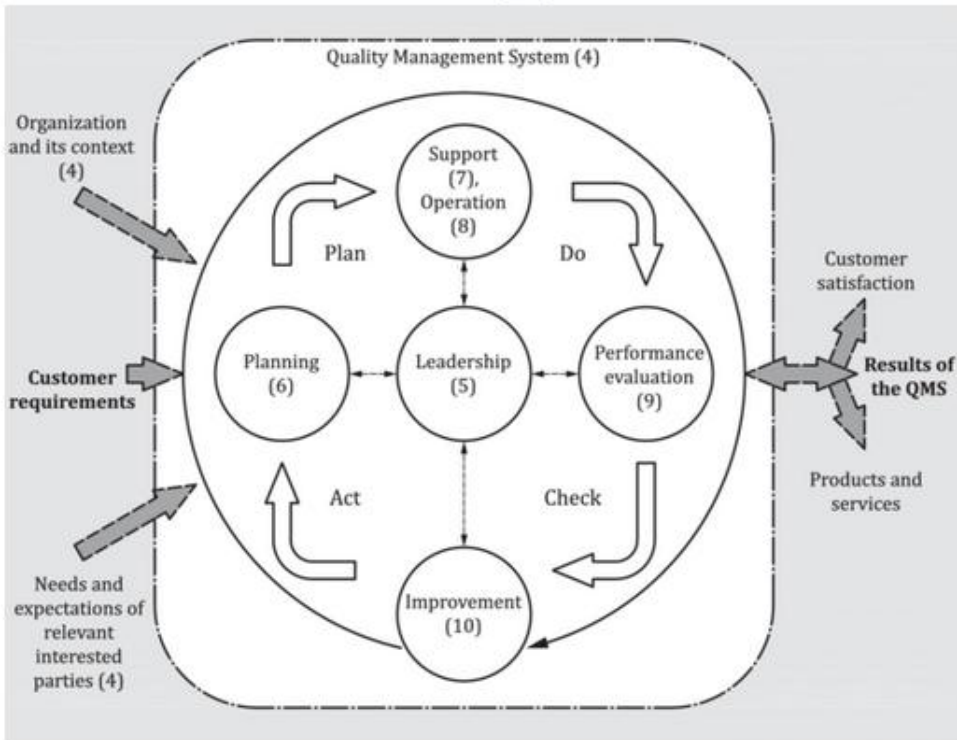 Quality Management System (4)
Organization
and its context
(4)
Support
(7),
Operation
(8)
Plan
Do
Customer
satisfaction
Planning
(6)
Leadership
(5)
Performance
evaluation
(9)
Customer
requirements
Results of
the QMS
Act
Check
Products and
services
Needs and
expectations of
relevant
interested
parties (4)
Improvement
(10)